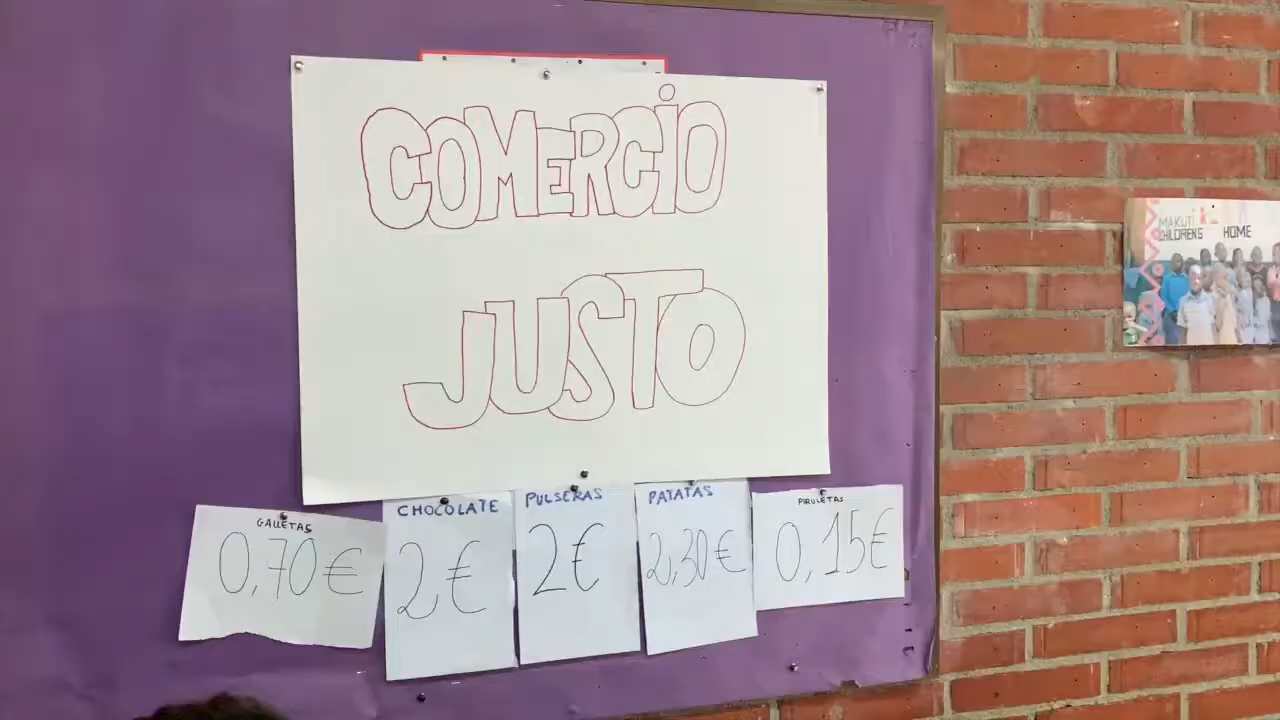 COMERCiO
JUSTO
GALLETAS
0,70€
CHOCOLATE
2€
PULSERAS
2€
PATATAS
2,30€
PIRULETAS
0,15€
MAKUTI
CHILDREN'S HOME